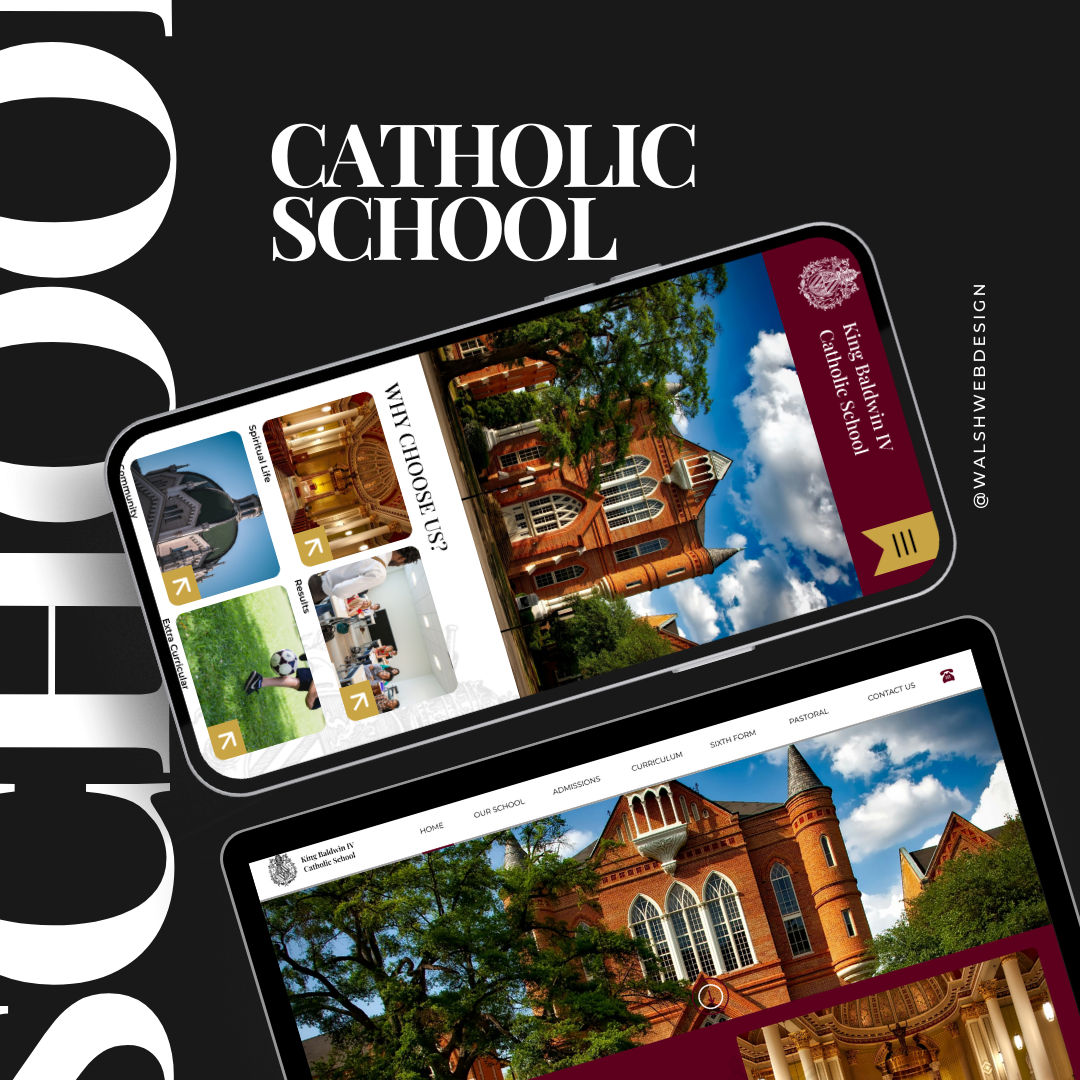 SCHOOL
CATHOLIC
SCHOOL
@WALSHWEBDESIGN
King Baldwin IV
Catholic School
WHY CHOOSE US?
Spiritual Life
Results
Community
Extra Curricular
King Baldwin IV
Catholic School
HOME
OUR SCHOOL
ADMISSIONS
CURRICULUM
SIXTH FORM
PASTORAL
CONTACT US